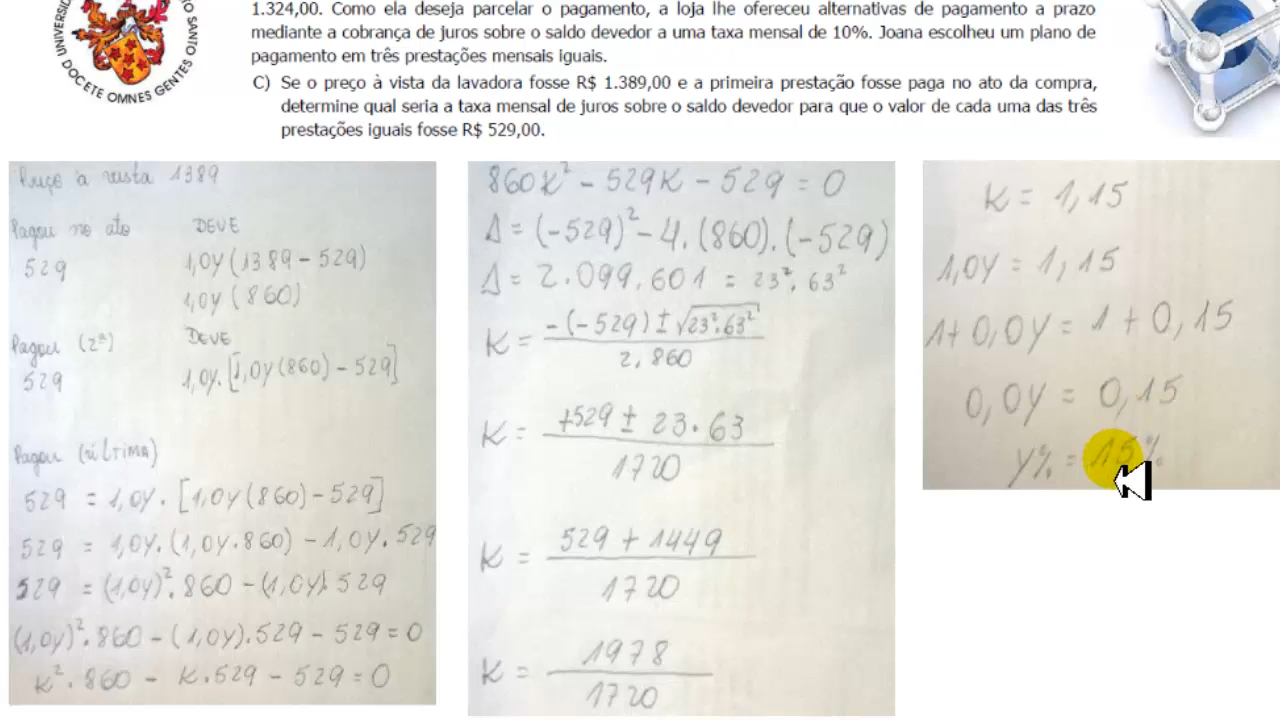 1.324,00. Como ela deseja parcelar o pagamento, a loja lhe ofereceu alternativas de pagamento a prazo
mediante a cobrança de juros sobre o saldo devedor a uma taxa mensal de 10%. Joana escolheu um plano de
pagamento em três prestações mensais iguais.
C) Se o preço à vista da lavadora fosse R$ 1.389,00 e a primeira prestação fosse paga no ato da compra,
determine qual seria a taxa mensal de juros sobre o saldo devedor para que o valor de cada uma das três
prestações iguais fosse R$ 529,00.
DOCETE OMNES GENTES
Preço à vista 1389
Pagou no ato DEVE
529 1,0y(1389-529)
1,0y(860)
Pagou (2ª) DEVE
529 1,0y.[1,0y(860)-529]
Pagou (úLTIMA)
529 = 1,0y.[1,0y(860)-529]
529 = 1,0y.(1,0y.860)-1,0y.529
529 = (1,0y)².860-(1,0y).529
(1,0y)².860-(1,0y).529-529=0
K².860 - K.529-529=0
860K²-529K-529=0
Δ=(-529)²-4.(860).(-529)
Δ=2.099.601=23².63²
K= -(-529)±√23².63²
2.860
K= +529 ± 23.63
1720
K= 529+1449
1720
K= 1978
1720
K= 1,15
1,0y=1,15
1+0,0y=1+0,15
0,0y=0,15
y%=15%